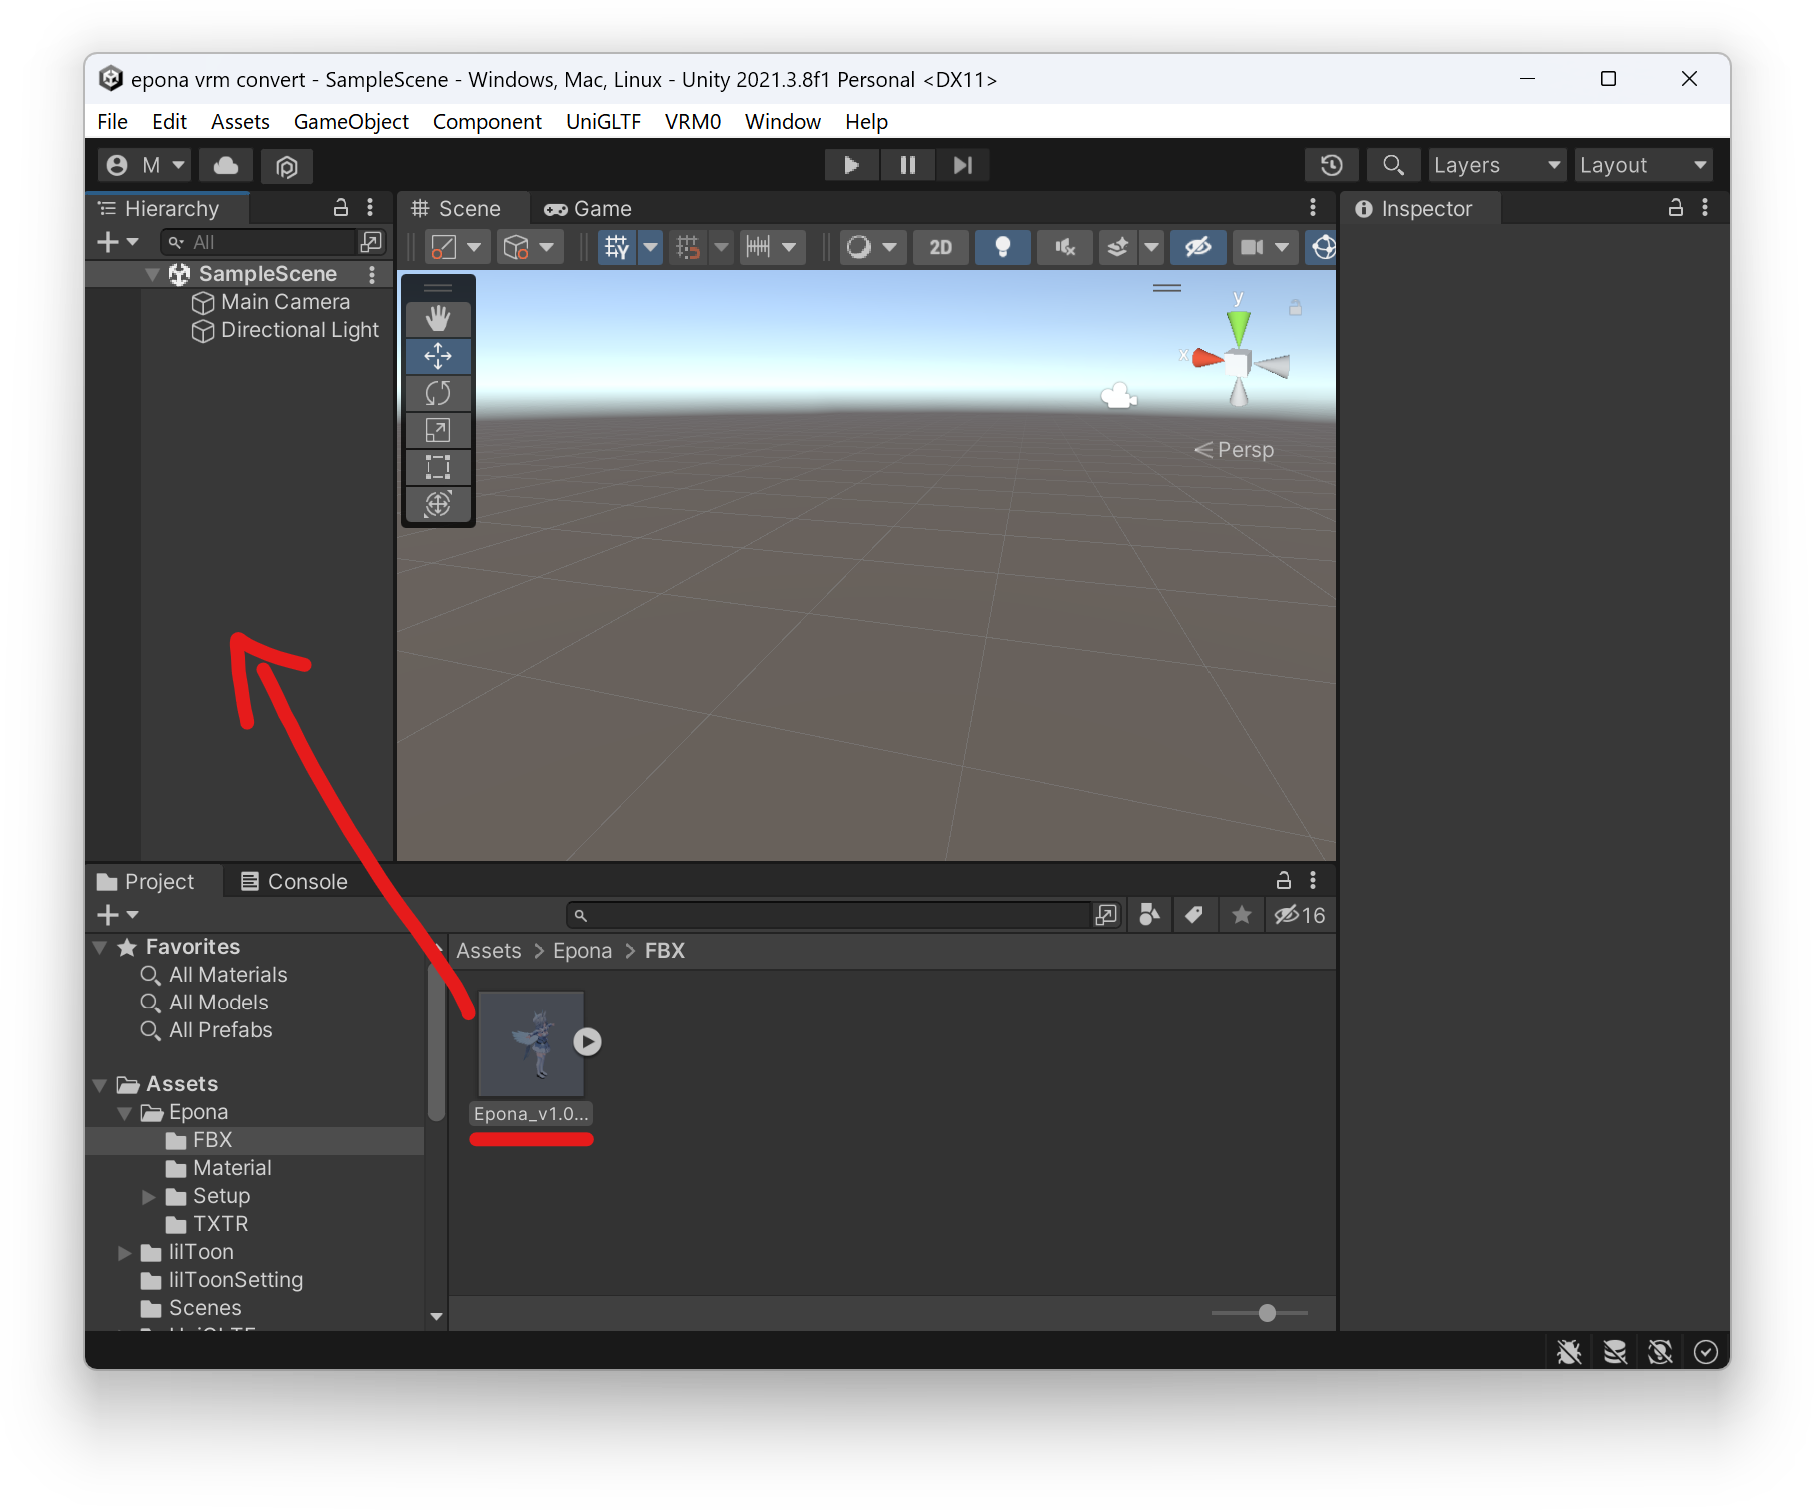 epona vrm convert - SampleScene - Windows, Mac, Linux - Unity 2021.3.8f1 Personal <DX11>
File Edit Assets GameObject Component UniGLTF VRM0 Window Help
M Layers Layout
Hierarchy
All
SampleScene
Main Camera
Directional Light
Scene Game
2D
y
x
Persp
Inspector
Project Console
16
Favorites
All Materials
All Models
All Prefabs
Assets
Epona
FBX
Material
Setup
TXTR
lilToon
lilToonSetting
Scenes
UniGLTF
Assets > Epona > FBX
Epona_v1.0...